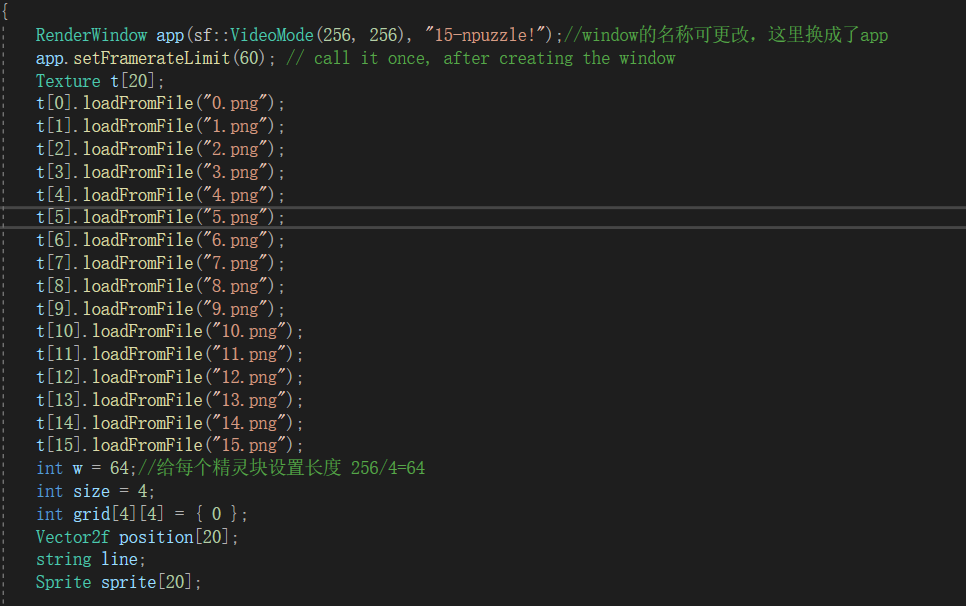 {
RenderWindow app(sf::VideoMode(256, 256), "15-npuzzle!");//window的名称可更改，这里换成了app
app.setFramerateLimit(60); // call it once, after creating the window
Texture t[20];
t[0].loadFromFile("0.png");
t[1].loadFromFile("1.png");
t[2].loadFromFile("2.png");
t[3].loadFromFile("3.png");
t[4].loadFromFile("4.png");
t[5].loadFromFile("5.png");
t[6].loadFromFile("6.png");
t[7].loadFromFile("7.png");
t[8].loadFromFile("8.png");
t[9].loadFromFile("9.png");
t[10].loadFromFile("10.png");
t[11].loadFromFile("11.png");
t[12].loadFromFile("12.png");
t[13].loadFromFile("13.png");
t[14].loadFromFile("14.png");
t[15].loadFromFile("15.png");
int w = 64;//给每个精灵块设置长度 256/4=64
int size = 4;
int grid[4][4] = { 0 };
Vector2f position[20];
string line;
Sprite sprite[20];